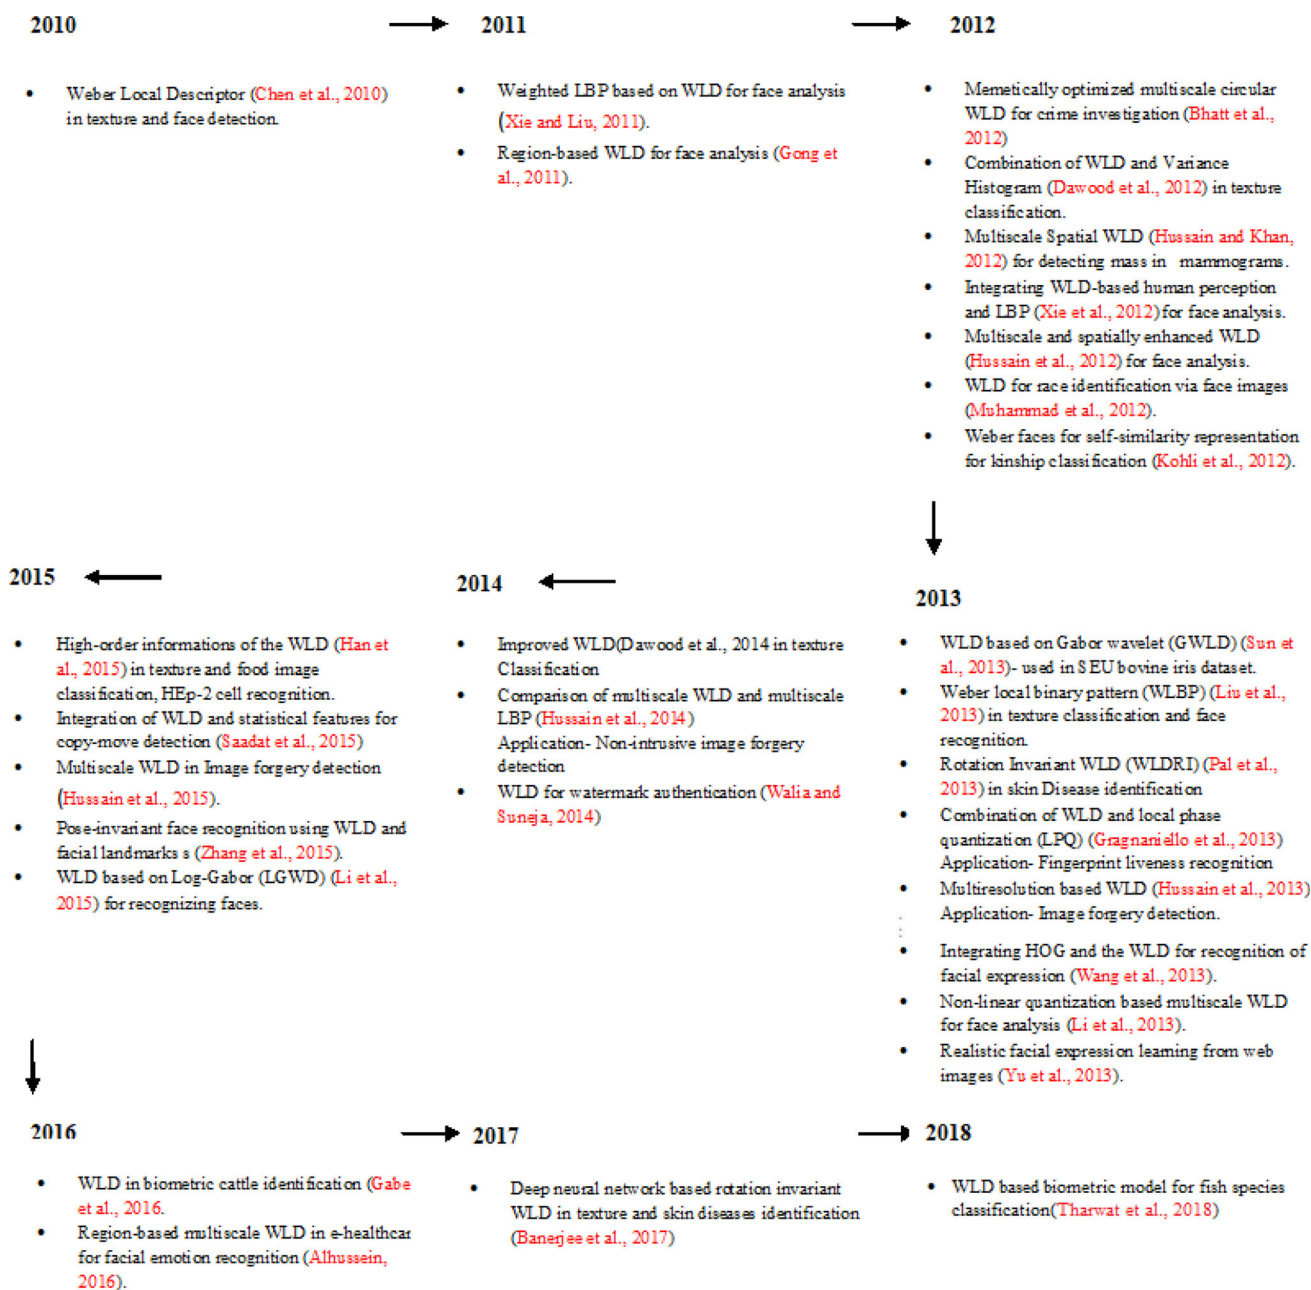 2010
• Weber Local Descriptor (Chen et al., 2010)
in texture and face detection.
2011
• Weighted LBP based on WLD for face analysis
(Xie and Liu, 2011).
• Region-based WLD for face analysis (Gong et
al., 2011).
2012
• Memetically optimized multiscale circular
WLD for crime investigation (Bhatt et al.,
2012)
• Combination of WLD and Variance
Histogram (Dawood et al., 2012) in texture
classification.
• Multiscale Spatial WLD (Hussain and Khan,
2012) for detecting mass in mammograms.
• Integrating WLD-based human perception
and LBP (Xie et al., 2012) for face analysis.
• Multiscale and spatially enhanced WLD
(Hussain et al., 2012) for face analysis.
• WLD for race identification via face images
(Muhammad et al., 2012).
• Weber faces for self-similarity representation
for kinship classification (Kohli et al., 2012).
2013
• WLD based on Gabor wavelet (GWLD) (Sun et
al., 2013)- used in SEU bovine iris dataset.
• Weber local binary pattern (WLBP) (Liu et al.,
2013) in texture classification and face
recognition.
• Rotation Invariant WLD (WLDRI) (Pal et al.,
2013) in skin Disease identification
• Combination of WLD and local phase
quantization (LPQ) (Gragnaniello et al., 2013)
Application- Fingerprint liveness recognition
• Multiresolution based WLD (Hussain et al., 2013)
Application- Image forgery detection.
• Integrating HOG and the WLD for recognition of
facial expression (Wang et al., 2013).
• Non-linear quantization based multiscale WLD
for face analysis (Li et al., 2013).
• Realistic facial expression learning from web
images (Yu et al., 2013).
2014
• Improved WLD(Dawood et al., 2014 in texture
Classification
• Comparison of multiscale WLD and multiscale
LBP (Hussain et al., 2014)
Application- Non-intrusive image forgery
detection
• WLD for watermark authentication (Walia and
Suneja, 2014)
2015
• High-order informations of the WLD (Han et
al., 2015) in texture and food image
classification, HEp-2 cell recognition.
• Integration of WLD and statistical features for
copy-move detection (Saadat et al., 2015)
• Multiscale WLD in Image forgery detection
(Hussain et al., 2015).
• Pose-invariant face recognition using WLD and
facial landmarks s (Zhang et al., 2015).
• WLD based on Log-Gabor (LGWD) (Li et al.,
2015) for recognizing faces.
2016
• WLD in biometric cattle identification (Gabe
et al., 2016.
• Region-based multiscale WLD in e-healthcar
for facial emotion recognition (Alhussein,
2016).
2017
• Deep neural network based rotation invariant
WLD in texture and skin diseases identification
(Banerjee et al., 2017)
2018
• WLD based biometric model for fish species
classification(Tharwat et al., 2018)